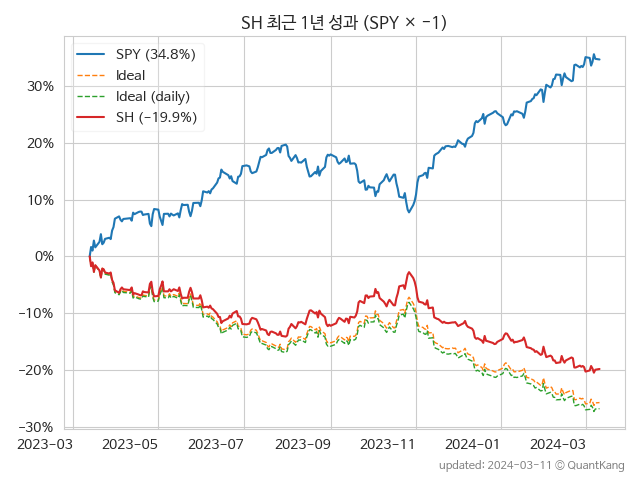 SH 최근 1년 성과 (SPY × −1)
SPY (34.8%)
Ideal
Ideal (daily)
SH (−19.9%)
30%
20%
10%
0%
−10%
−20%
−30%
2023-03 2023-05 2023-07 2023-09 2023-11 2024-01 2024-03
updated: 2024-03-11 © QuantKang